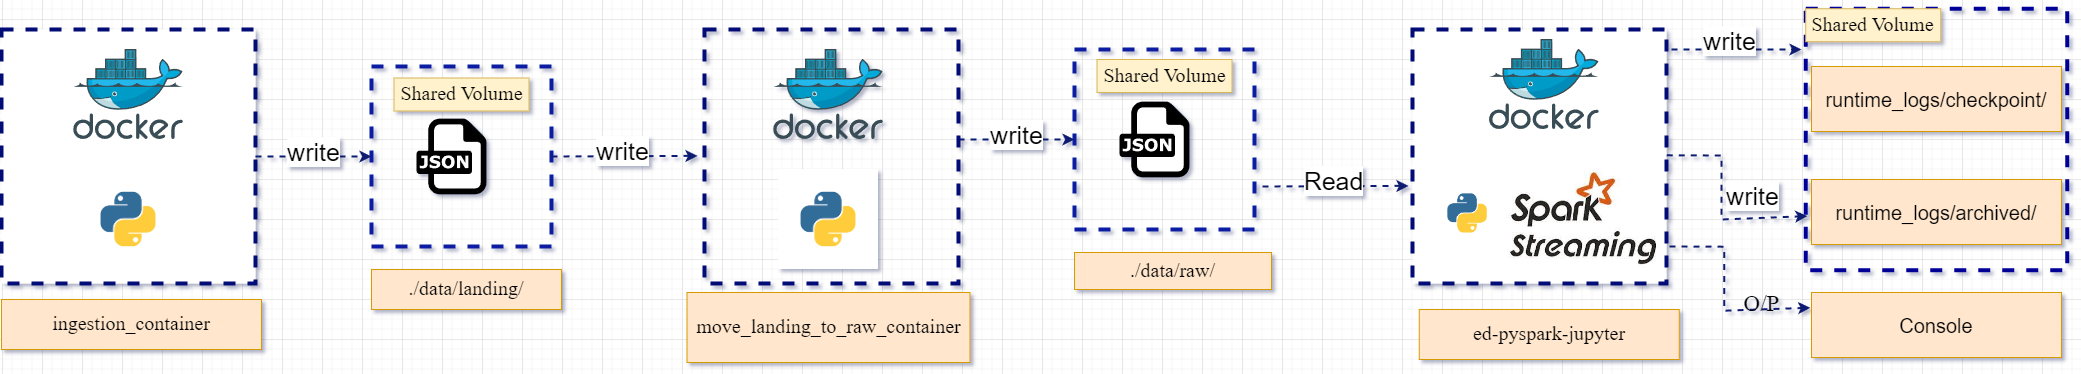 docker
ingestion_container
write
Shared Volume
JSON
./data/landing/
write
docker
move_landing_to_raw_container
write
Shared Volume
JSON
./data/raw/
Read
docker
Spark
Streaming
ed-pyspark-jupyter
write
Shared Volume
runtime_logs/checkpoint/
write
runtime_logs/archived/
O/P
Console